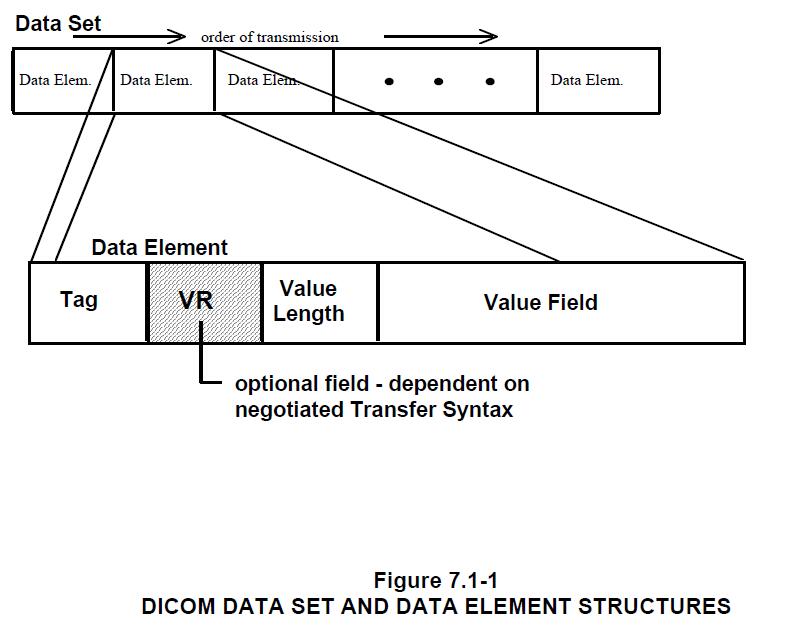 Data Set
order of transmission
Data Elem. Data Elem. Data Elem. • • • Data Elem.
Data Element
Tag VR Value Length Value Field
optional field - dependent on
negotiated Transfer Syntax
Figure 7.1-1
DICOM DATA SET AND DATA ELEMENT STRUCTURES